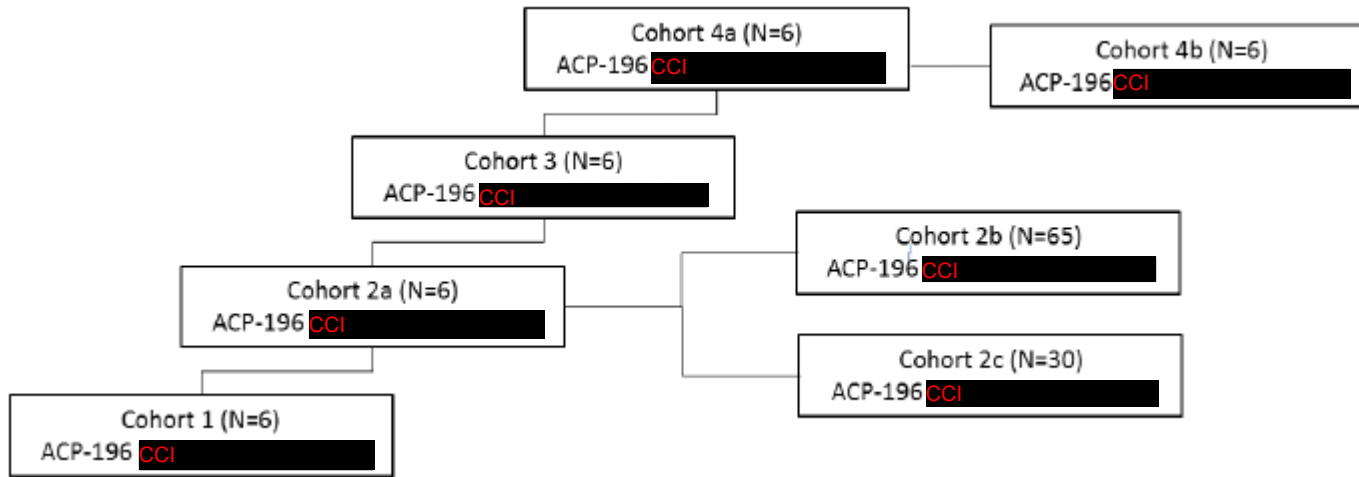 Cohort 4a (N=6)
ACP-196 CCI
Cohort 4b (N=6)
ACP-196 CCI
Cohort 3 (N=6)
ACP-196 CCI
Cohort 2b (N=65)
ACP-196 CCI
Cohort 2a (N=6)
ACP-196 CCI
Cohort 2c (N=30)
ACP-196 CCI
Cohort 1 (N=6)
ACP-196 CCI